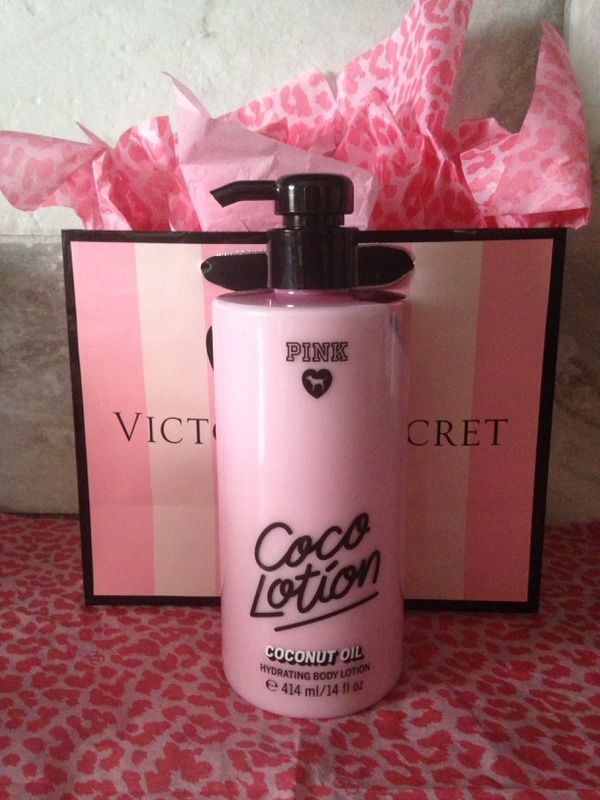 PINK
VICTO
CRET
Coco
Lotion
COCONUT OIL
HYDRATING BODY LOTION
℮ 414 ml/14 fl oz